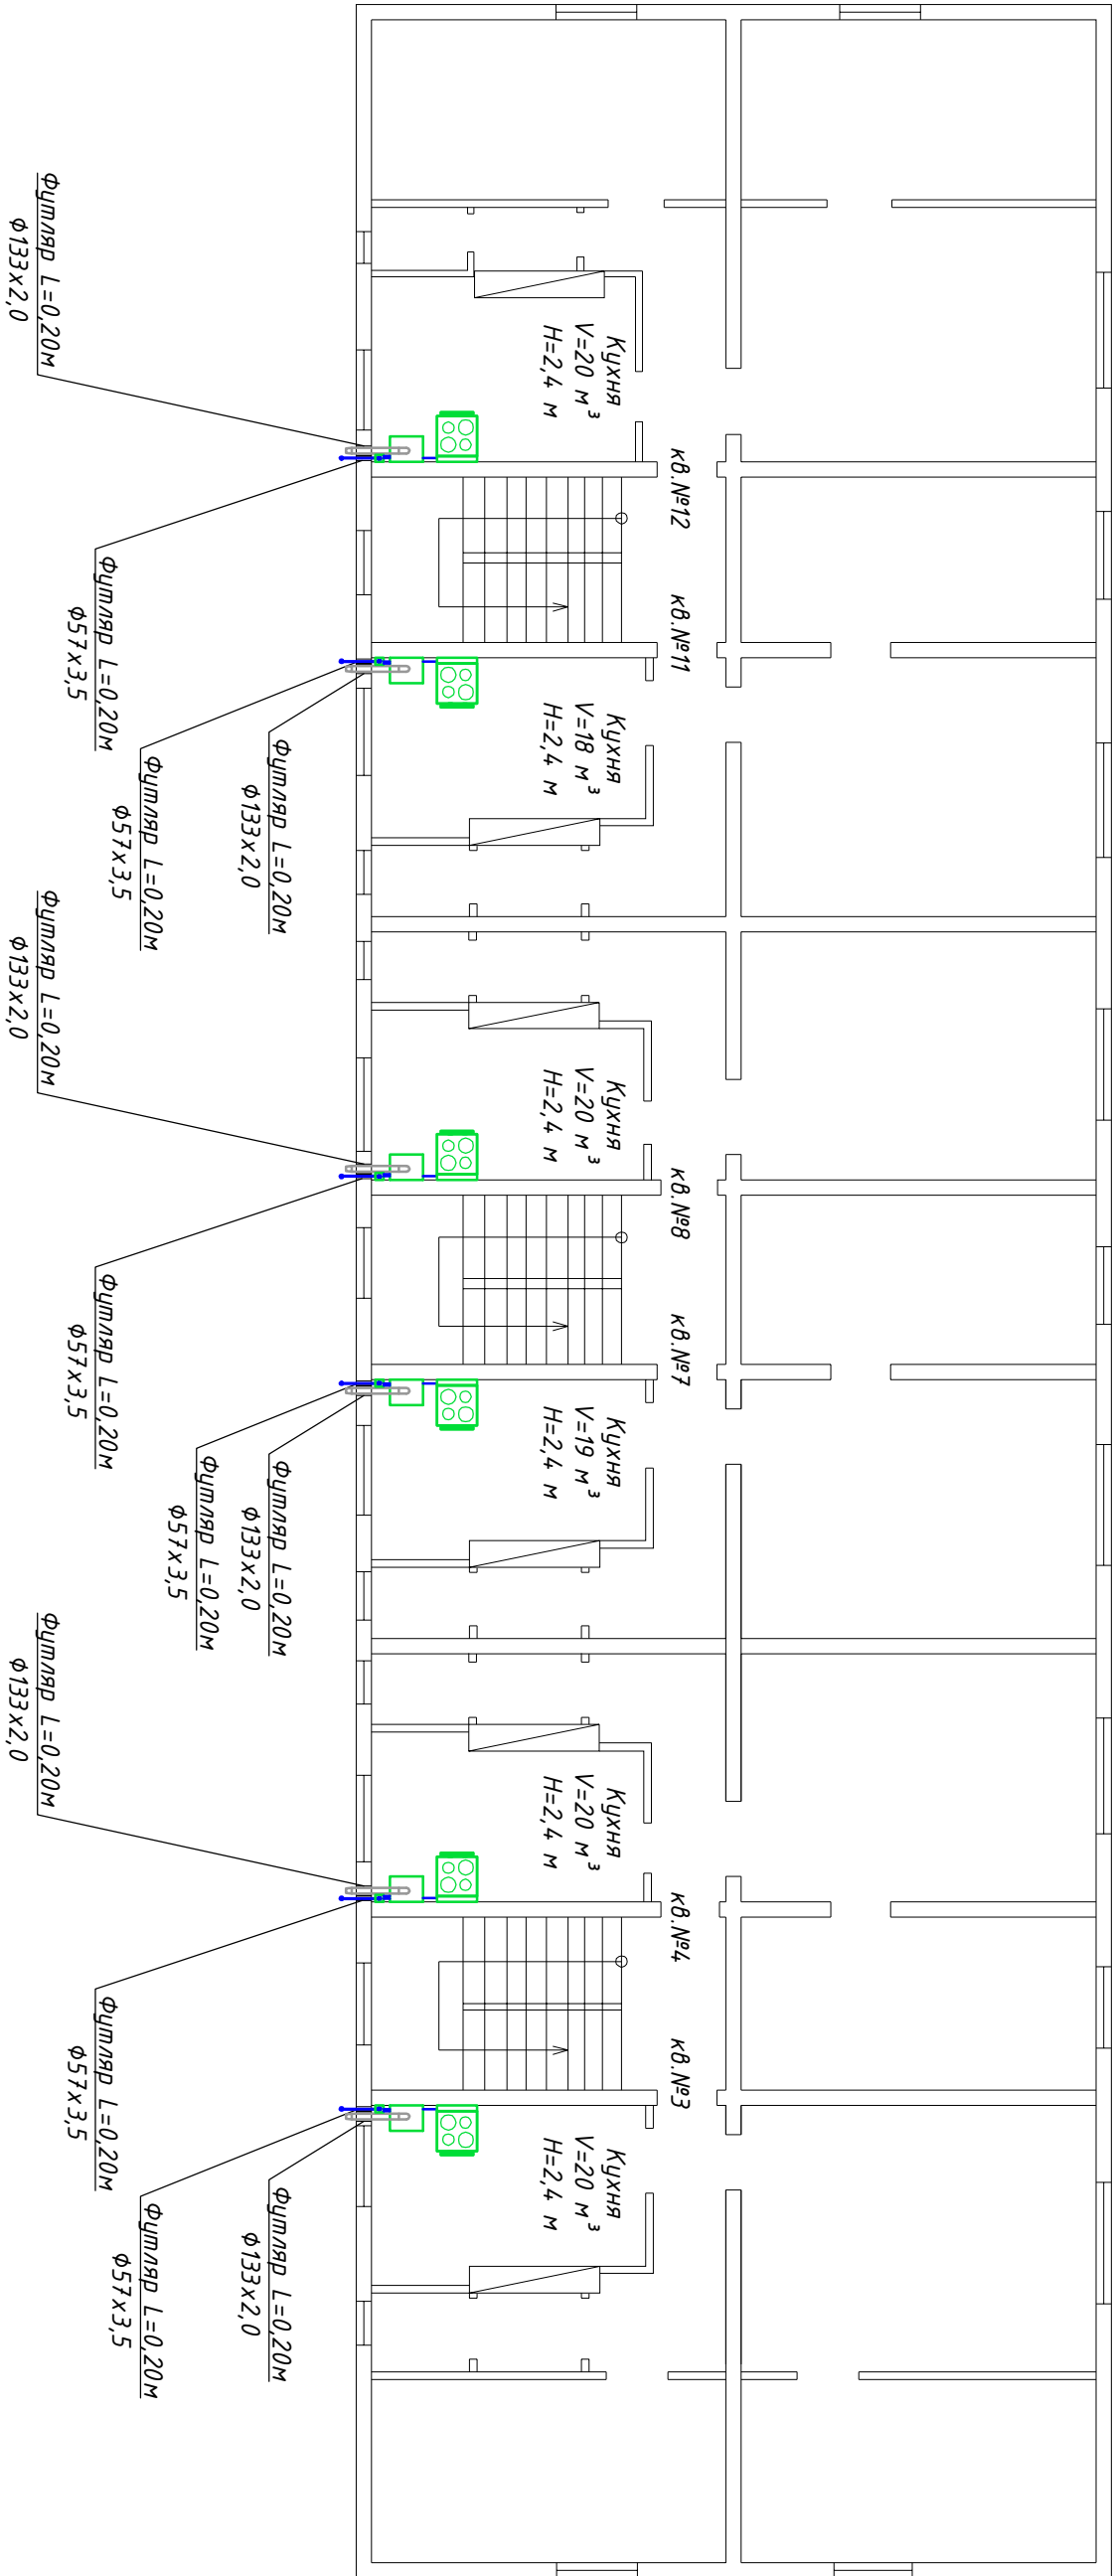 кв.№12
кв.№11
кв.№8
кв.№7
кв.№4
кв.№3
Кухня
V=20 м³
H=2,4 м
Кухня
V=18 м³
H=2,4 м
Кухня
V=20 м³
H=2,4 м
Кухня
V=19 м³
H=2,4 м
Кухня
V=20 м³
H=2,4 м
Кухня
V=20 м³
H=2,4 м
Футляр L=0,20м
ф133х2,0
Футляр L=0,20м
ф57х3,5
Футляр L=0,20м
ф133х2,0
Футляр L=0,20м
ф57х3,5
Футляр L=0,20м
ф133х2,0
Футляр L=0,20м
ф57х3,5
Футляр L=0,20м
ф133х2,0
Футляр L=0,20м
ф57х3,5
Футляр L=0,20м
ф133х2,0
Футляр L=0,20м
ф57х3,5
Футляр L=0,20м
ф133х2,0
Футляр L=0,20м
ф57х3,5